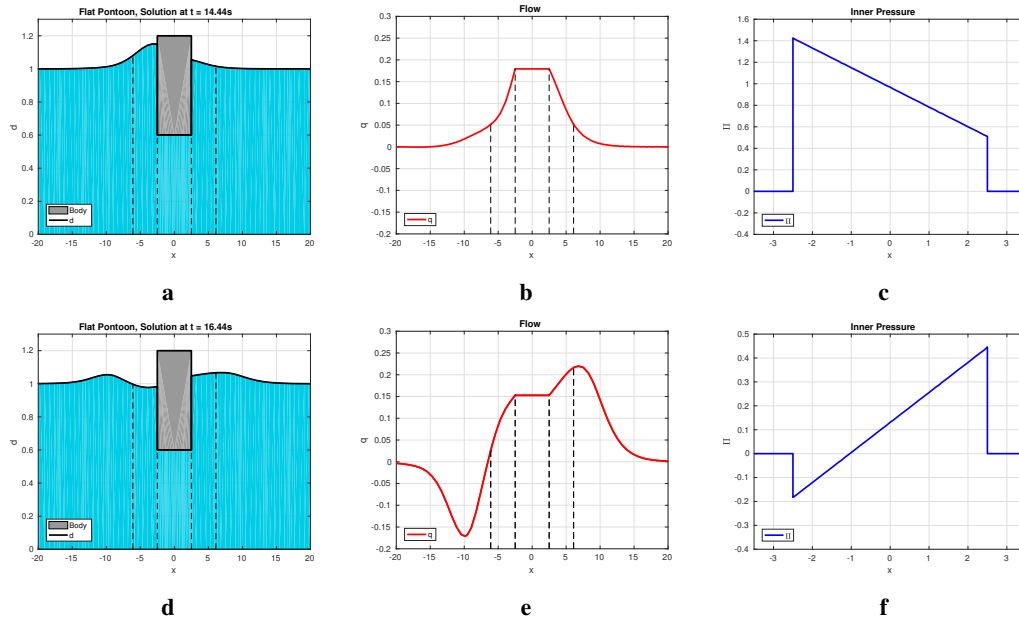 Flat Pontoon, Solution at t = 14.44s
1.2
1
0.8
0.6
0.4
0.2
0
d
Body
d
-20 -15 -10 -5 0 5 10 15 20
x
a
Flow
0.3
0.25
0.2
0.15
0.1
0.05
0
-0.05
-0.1
-0.15
-0.2
q
q
-20 -15 -10 -5 0 5 10 15 20
x
b
Inner Pressure
1.6
1.4
1.2
1
0.8
0.6
0.4
0.2
0
-0.2
-0.4
Π
Π
-3 -2 -1 0 1 2 3
x
c
Flat Pontoon, Solution at t = 16.44s
1.2
1
0.8
0.6
0.4
0.2
0
d
Body
d
-20 -15 -10 -5 0 5 10 15 20
x
d
Flow
0.3
0.25
0.2
0.15
0.1
0.05
0
-0.05
-0.1
-0.15
-0.2
q
q
-20 -15 -10 -5 0 5 10 15 20
x
e
Inner Pressure
0.5
0.4
0.3
0.2
0.1
0
-0.1
-0.2
-0.3
-0.4
Π
Π
-3 -2 -1 0 1 2 3
x
f